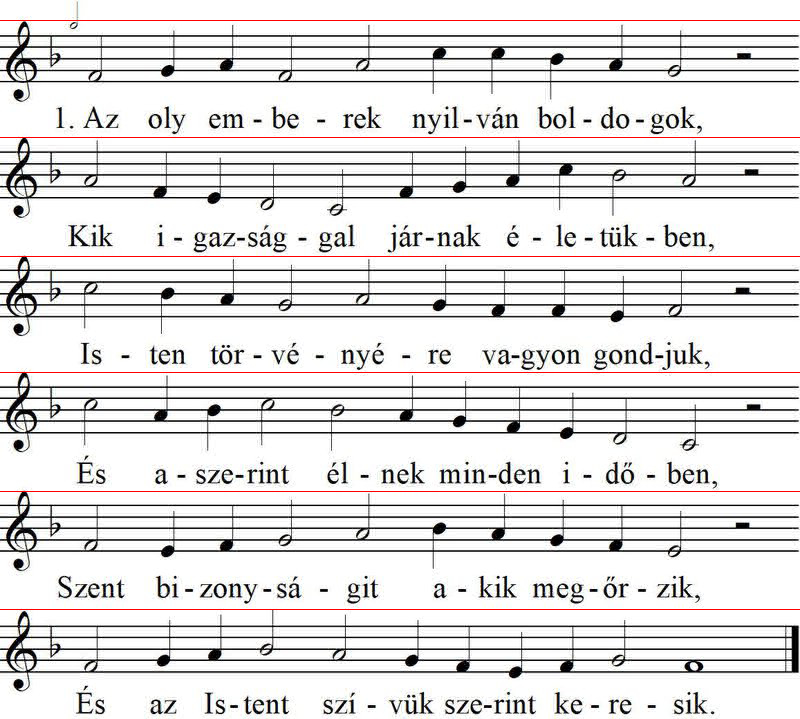 1. Az oly em - be - rek nyil - ván bol - do - gok,
Kik i - gaz - ság - gal jár - nak é - le - tük - ben,
Is - ten tör - vé - nyé - re va - gyon gond - juk,
És a - sze - rint él - nek min - den i - dő - ben,
Szent bi - zony - sá - git a - kik meg - őr - zik,
És az Is - tent szí - vük sze - rint ke - re - sik.